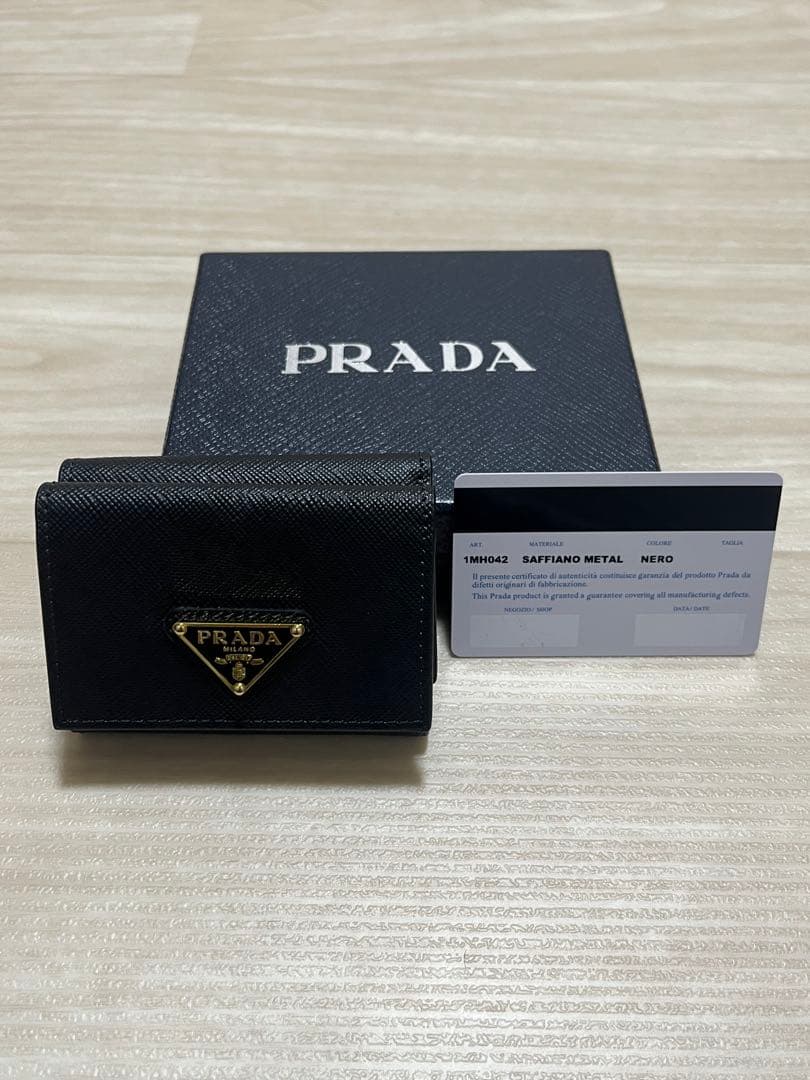 PRADA
PRADA
MILANO
ART. MATERIALE COLORE TAGLIA
1MH042 SAFFIANO METAL NERO
Il presente certificato di autenticità costituisce garanzia del prodotto Prada da
difetti originari di fabbricazione.
This Prada product is granted a guarantee covering all manufacturing defects.
NEGOZIO / SHOP DATA / DATE